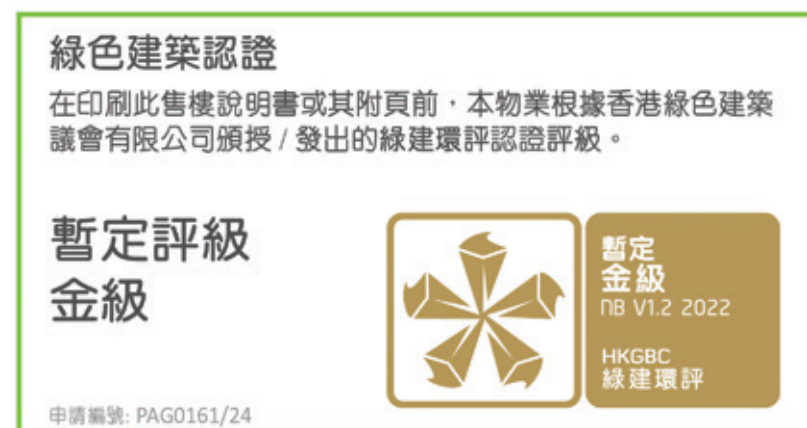 綠色建築認證
在印刷此售樓說明書或其附頁前，本物業根據香港綠色建築
議會有限公司頒授 / 發出的綠建環評認證評級。
暫定評級
金級
暫定
金級
NB V1.2 2022
HKGBC
綠建環評
申請編號: PAG0161/24